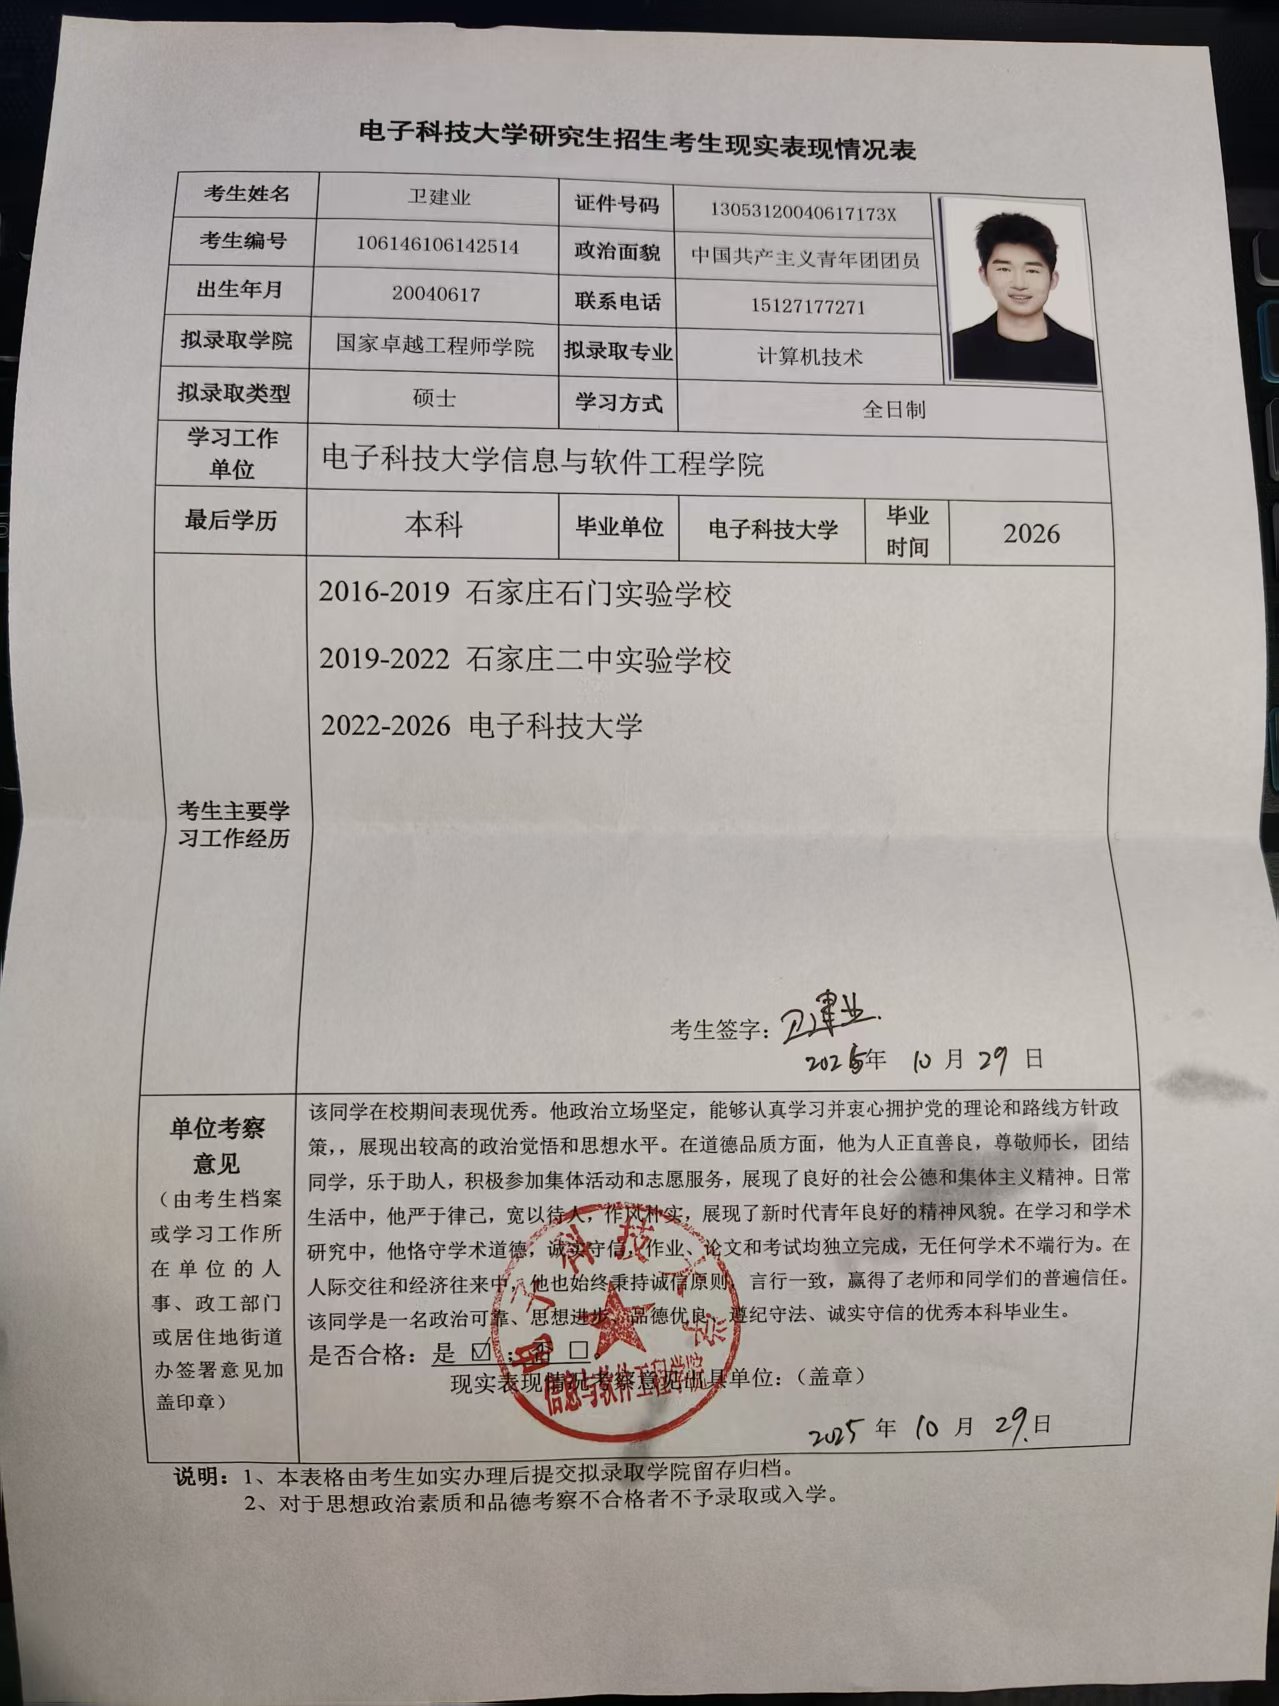 电子科技大学研究生招生考生现实表现情况表
考生姓名 卫建业 证件号码 13053120040617173X
考生编号 106146106142514 政治面貌 中国共产主义青年团团员
出生年月 20040617 联系电话 15127177271
拟录取学院 国家卓越工程师学院 拟录取专业 计算机技术
拟录取类型 硕士 学习方式 全日制
学习工作
单位 电子科技大学信息与软件工程学院
最后学历 本科 毕业单位 电子科技大学 毕业
时间 2026
考生主要学
习工作经历
2016-2019 石家庄石门实验学校
2019-2022 石家庄二中实验学校
2022-2026 电子科技大学
考生签字：卫建业
2025年 10月29日
单位考察
意见
（由考生档案
或学习工作所
在单位的人
事、政工部门
或居住地街道
办签署意见加
盖印章）
该同学在校期间表现优秀。他政治立场坚定，能够认真学习并衷心拥护党的理论和路线方针政
策，，展现出较高的政治觉悟和思想水平。在道德品质方面，他为人正直善良，尊敬师长，团结
同学，乐于助人，积极参加集体活动和志愿服务，展现了良好的社会公德和集体主义精神。日常
生活中，他严于律己，宽以待人，作风朴实，展现了新时代青年良好的精神风貌。在学习和学术
研究中，他恪守学术道德，诚实守信，作业、论文和考试均独立完成，无任何学术不端行为。在
人际交往和经济往来中，他也始终秉持诚信原则，言行一致，赢得了老师和同学们的普遍信任。
该同学是一名政治可靠、思想进步、品德优良、遵纪守法、诚实守信的优秀本科毕业生。
是否合格：是 ☑；否 □。
现实表现情况考察意见出具单位：（盖章）
电子科技大学
信息与软件工程学院
2025年10月29日
说明：1、本表格由考生如实办理后提交拟录取学院留存归档。
2、对于思想政治素质和品德考察不合格者不予录取或入学。